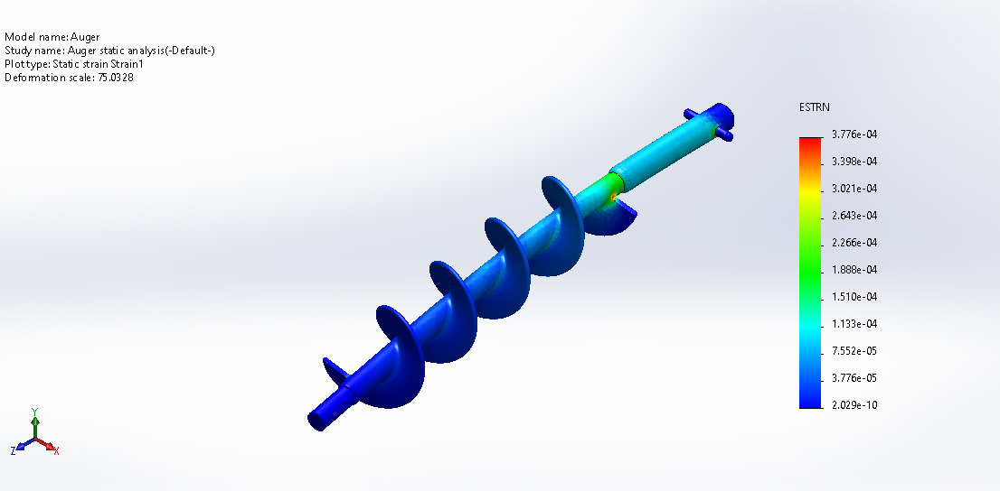 Model name: Auger
Study name: Auger static analysis(-Default-)
Plot type: Static strain Strain1
Deformation scale: 75.0328
ESTRN
3.776e-04
3.398e-04
3.021e-04
2.643e-04
2.266e-04
1.888e-04
1.510e-04
1.133e-04
7.552e-05
3.776e-05
2.029e-10
Y
Z
X